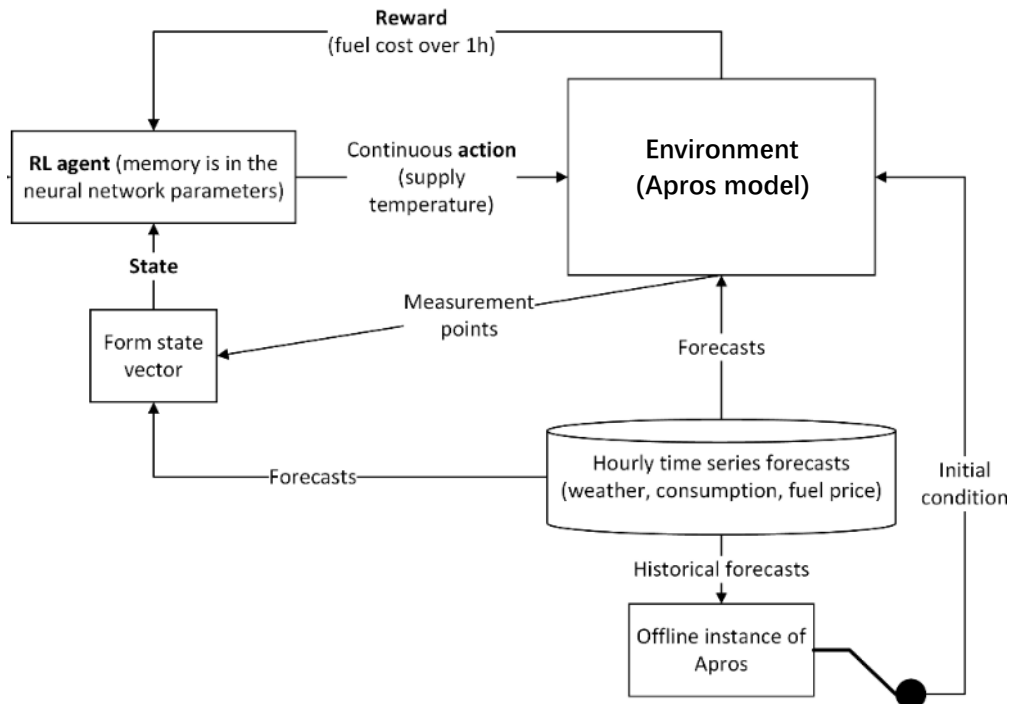 Reward
(fuel cost over 1h)
RL agent (memory is in the
neural network parameters)
Continuous action
(supply
temperature)
Environment
(Apros model)
State
Measurement
points
Form state
vector
Forecasts
Forecasts
Hourly time series forecasts
(weather, consumption, fuel price)
Initial
condition
Historical forecasts
Offline instance of
Apros